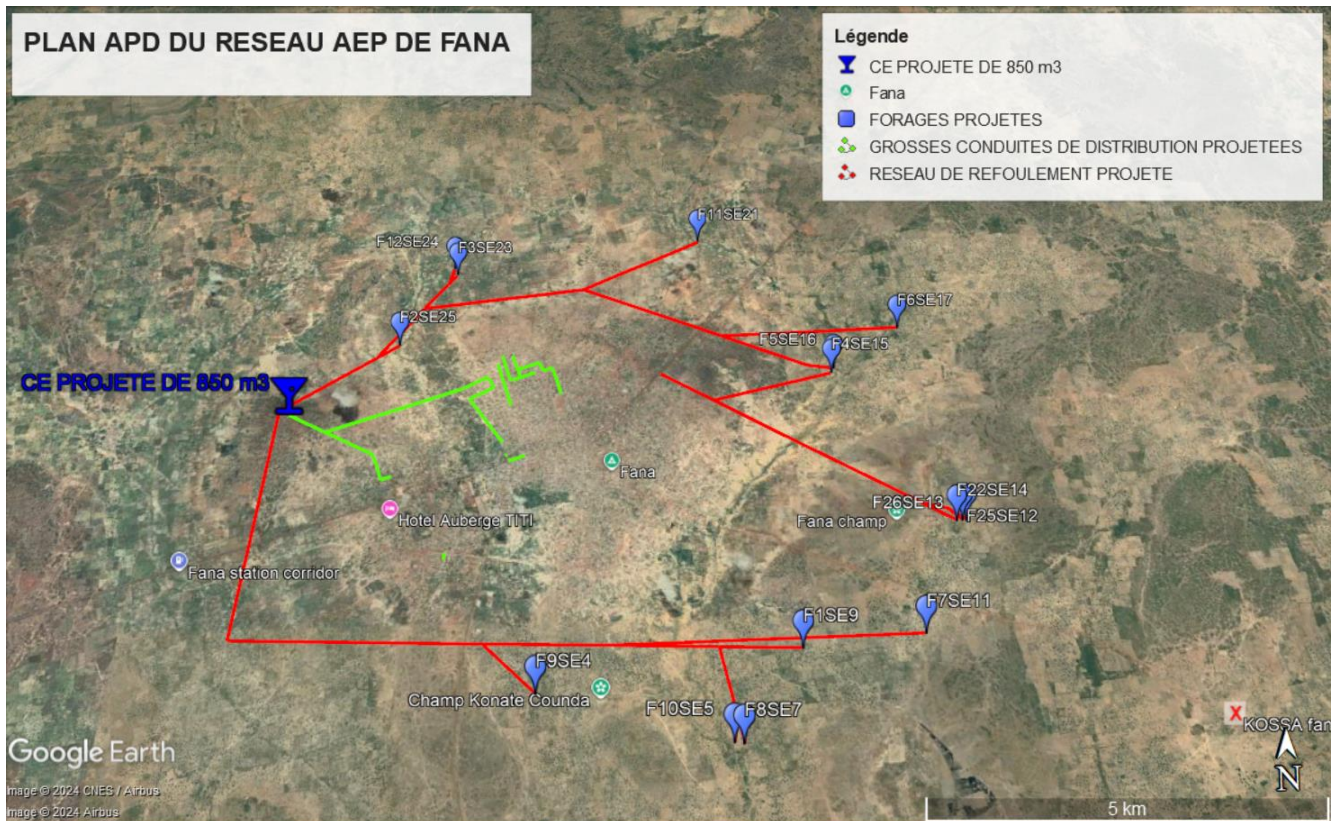 PLAN APD DU RESEAU AEP DE FANA
Légende
CE PROJETE DE 850 m3
Fana
FORAGES PROJETES
GROSSES CONDUITES DE DISTRIBUTION PROJETEES
RESEAU DE REFOULEMENT PROJETE
F11SE21
F12SE24
F3SE23
F6SE17
F2SE25
F5SE16
F4SE15
CE PROJETE DE 850 m3
Fana
F22SE14
F26SE13
Hotel Auberge TITI
Fana champ
F25SE12
Fana station corridor
F7SE11
F1SE9
F9SE4
Champ Konate Counda
F10SE5
F8SE7
X
KOSSA fan
Google Earth
N
mage © 2024 CNES / Airbus
mage © 2024 Airbus
5 km